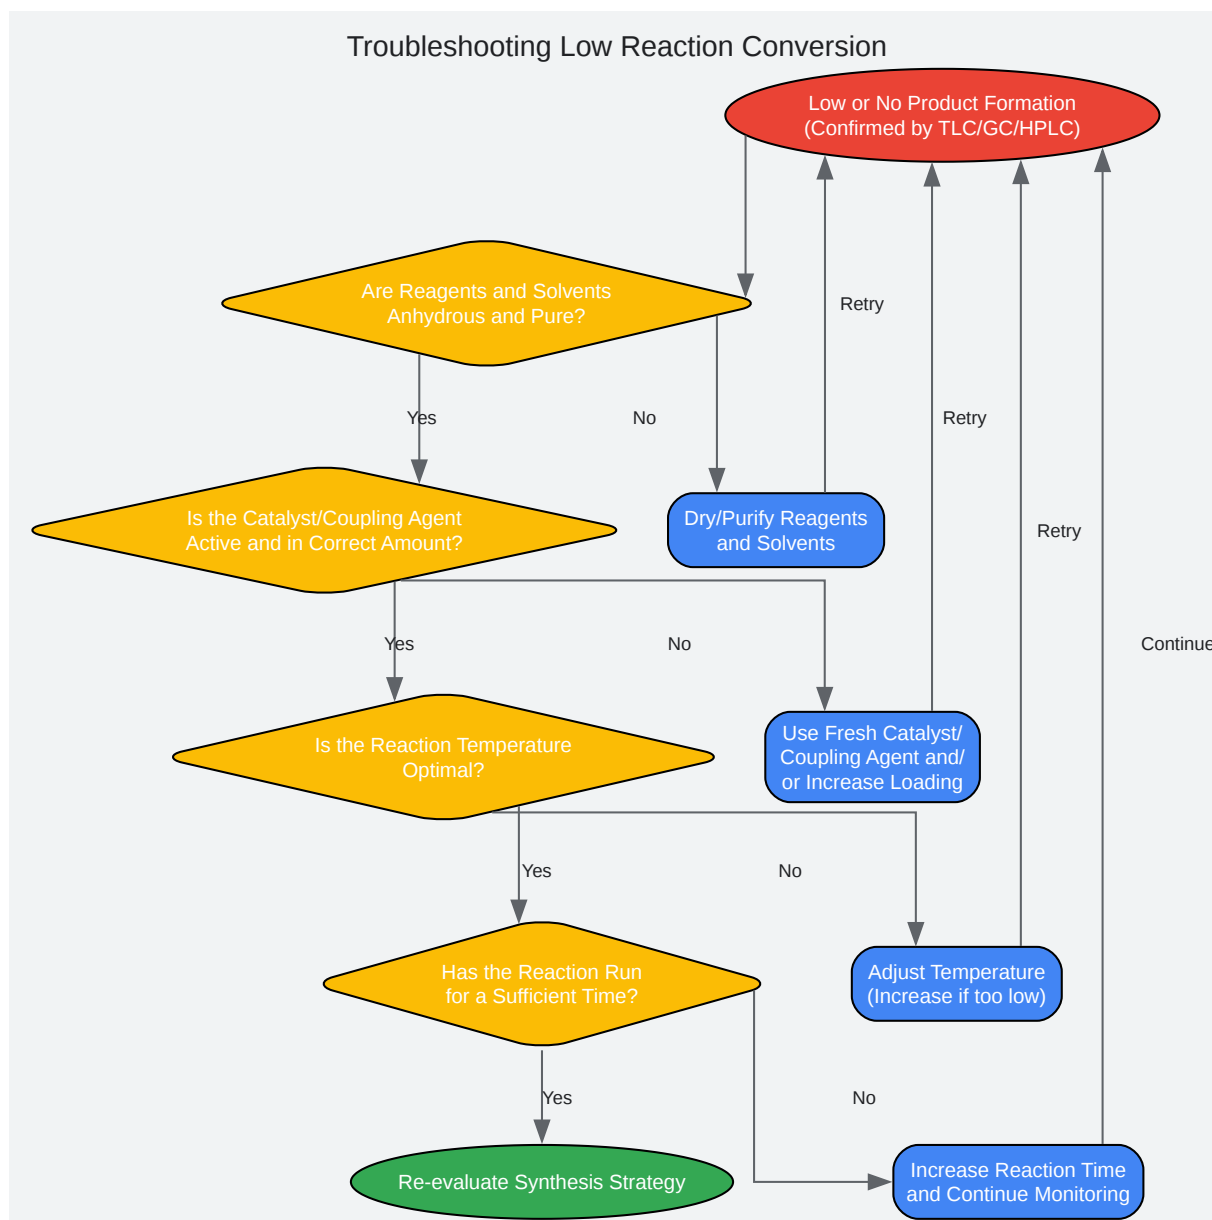 Troubleshooting Low Reaction Conversion
Low or No Product Formation
(Confirmed by TLC/GC/HPLC)
Are Reagents and Solvents
Anhydrous and Pure?
Retry
Yes
No
Retry
Is the Catalyst/Coupling Agent
Active and in Correct Amount?
Dry/Purify Reagents
and Solvents
Retry
Yes
No
Continue
Is the Reaction Temperature
Optimal?
Use Fresh Catalyst/
Coupling Agent and/
or Increase Loading
Yes
No
Has the Reaction Run
for a Sufficient Time?
Adjust Temperature
(Increase if too low)
Yes
No
Re-evaluate Synthesis Strategy
Increase Reaction Time
and Continue Monitoring